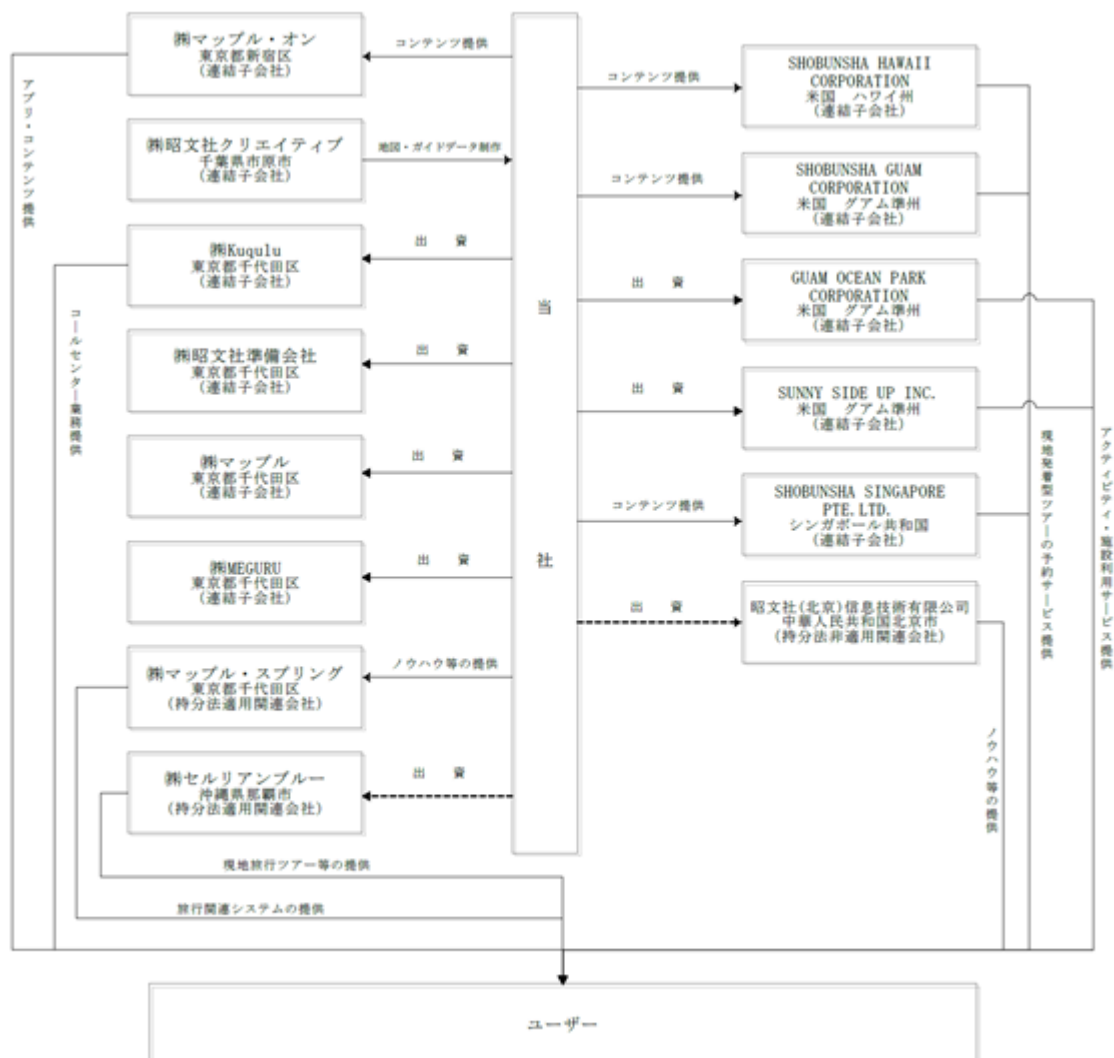 ㈱マップル・オン
東京都新宿区
(連結子会社)
コンテンツ提供
㈱昭文社クリエイティブ
千葉県市原市
(連結子会社)
地図・ガイドデータ制作
㈱Kuqulu
東京都千代田区
(連結子会社)
出　資
㈱昭文社準備会社
東京都千代田区
(連結子会社)
出　資
㈱マップル
東京都千代田区
(連結子会社)
出　資
㈱MEGURU
東京都千代田区
(連結子会社)
出　資
㈱マップル・スプリング
東京都千代田区
(持分法適用関連会社)
ノウハウ等の提供
㈱セルリアンブルー
沖縄県那覇市
(持分法適用関連会社)
出　資
アプリ・コンテンツ提供
コールセンター業務提供
現地旅行ツアー等の提供
旅行関連システムの提供
当社
コンテンツ提供
SHOBUNSHA HAWAII
CORPORATION
米国　ハワイ州
(連結子会社)
コンテンツ提供
SHOBUNSHA GUAM
CORPORATION
米国　グアム準州
(連結子会社)
出　資
GUAM OCEAN PARK
CORPORATION
米国　グアム準州
(連結子会社)
出　資
SUNNY SIDE UP INC.
米国　グアム準州
(連結子会社)
コンテンツ提供
SHOBUNSHA SINGAPORE
PTE.LTD.
シンガポール共和国
(連結子会社)
出　資
昭文社(北京)信息技術有限公司
中華人民共和国北京市
(持分法非適用関連会社)
ノウハウ等の提供
現地発着型ツアーの予約サービス提供
アクティビティ・施設利用サービス提供
ユーザー